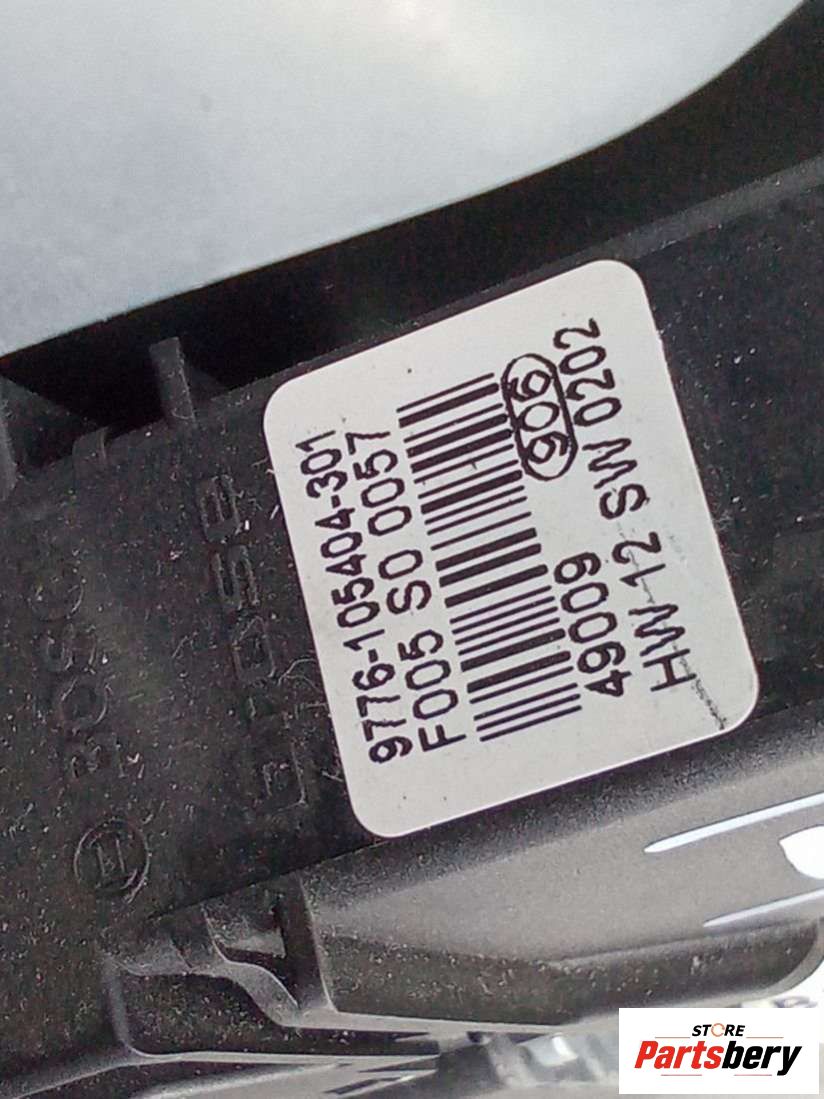 9776-105404-301
F005 S0 0057
906
49009
HW 12 SW 0202
BOSCH
STORE
Partsbery